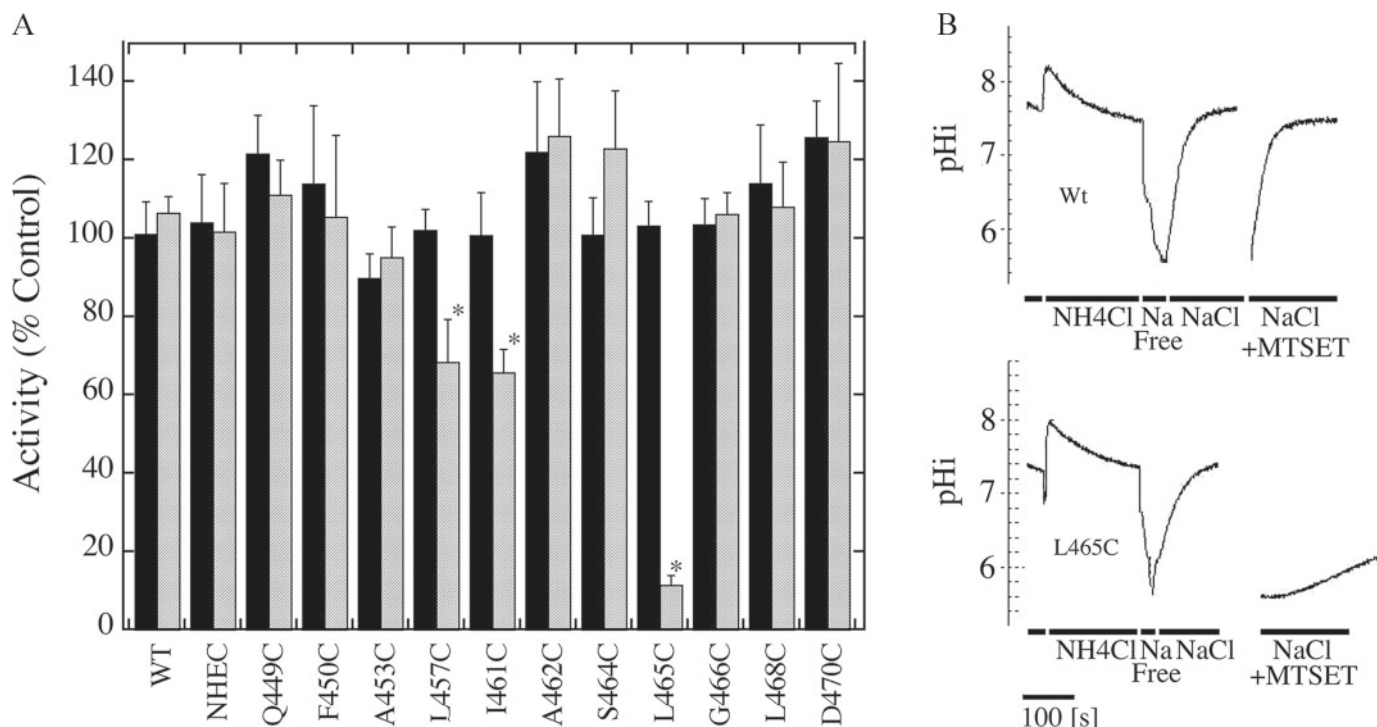 A
Activity (% Control)
140
120
100
80
60
40
20
0
*
*
*
WT
NHEC
Q449C
F450C
A453C
L457C
I461C
A462C
S464C
L465C
G466C
L468C
D470C
B
pHi
8
7
6
Wt
NH4Cl Na NaCl NaCl
Free +MTSET
pHi
8
7
6
L465C
NH4Cl Na NaCl NaCl
Free +MTSET
100 [s]